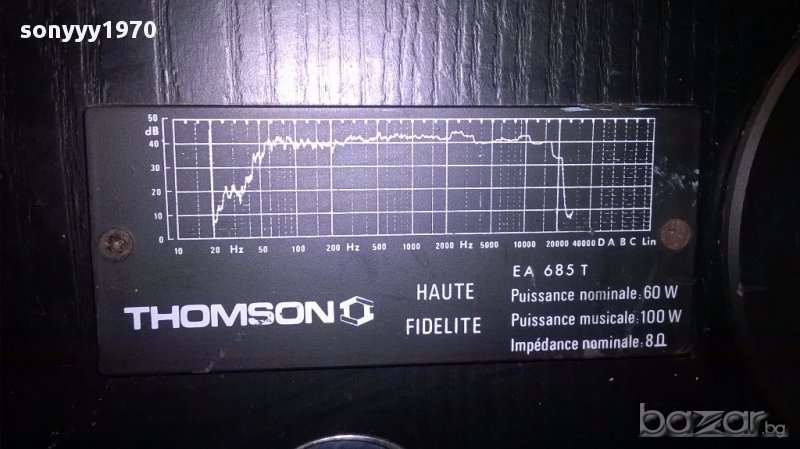 sonyyy1970
50
dB
40
30
20
10
0
10 20 Hz 50 100 200 Hz 500 1000 2000 Hz 5000 10000 20000 40000 D A B C Lin
EA 685 T
THOMSON
HAUTE
FIDELITE
Puissance nominale: 60 W
Puissance musicale: 100 W
Impédance nominale: 8Ω
bazar.bg